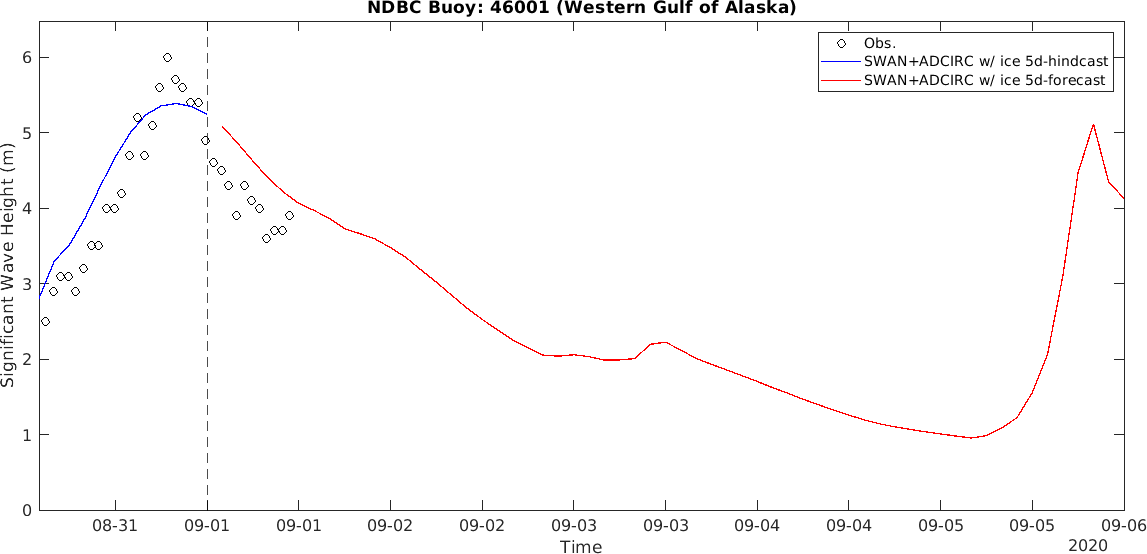 NDBC Buoy: 46001 (Western Gulf of Alaska)
Obs.
SWAN+ADCIRC w/ ice 5d-hindcast
SWAN+ADCIRC w/ ice 5d-forecast
Significant Wave Height (m)
6
5
4
3
2
1
0
08-31 09-01 09-01 09-02 09-02 09-03 09-03 09-04 09-04 09-05 09-05 09-06
Time
2020